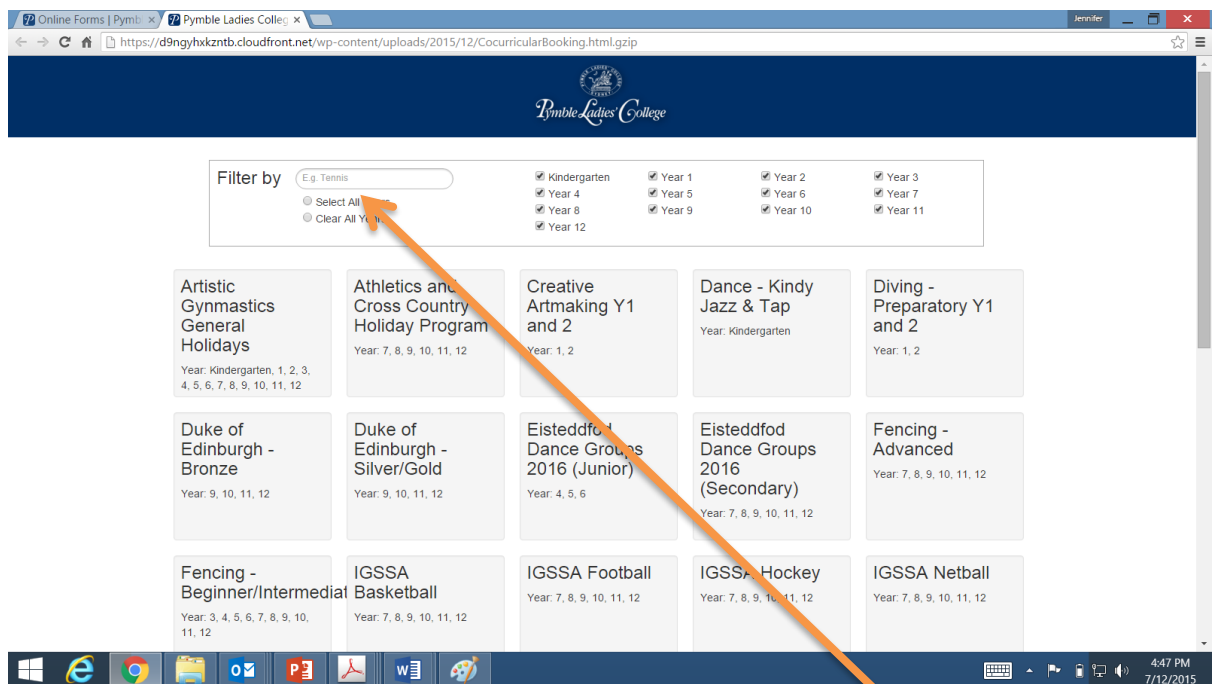 Online Forms | Pymb
Pymble Ladies Colleg
Jennifer
https://d9ngyhxkzntb.cloudfront.net/wp-content/uploads/2015/12/CocurricularBooking.html.gzip
Pymble Ladies' College
Filter by
E.g. Tennis
Select All
Clear All
Kindergarten
Year 1
Year 2
Year 3
Year 4
Year 5
Year 6
Year 7
Year 8
Year 9
Year 10
Year 11
Year 12
Artistic
Gymnastics
General
Holidays
Year: Kindergarten, 1, 2, 3,
4, 5, 6, 7, 8, 9, 10, 11, 12
Athletics and
Cross Country
Holiday Program
Year: 7, 8, 9, 10, 11, 12
Creative
Artmaking Y1
and 2
Year: 1, 2
Dance - Kindy
Jazz & Tap
Year: Kindergarten
Diving -
Preparatory Y1
and 2
Year: 1, 2
Duke of
Edinburgh -
Bronze
Year: 9, 10, 11, 12
Duke of
Edinburgh -
Silver/Gold
Year: 9, 10, 11, 12
Eisteddfod
Dance Groups
2016 (Junior)
Year: 4, 5, 6
Eisteddfod
Dance Groups
2016
(Secondary)
Year: 7, 8, 9, 10, 11, 12
Fencing -
Advanced
Year: 7, 8, 9, 10, 11, 12
Fencing -
Beginner/Intermediat
Year: 3, 4, 5, 6, 7, 8, 9, 10,
11, 12
IGSSA
Basketball
Year: 7, 8, 9, 10, 11, 12
IGSSA Football
Year: 7, 8, 9, 10, 11, 12
IGSSA Hockey
Year: 7, 8, 9, 10, 11, 12
IGSSA Netball
Year: 7, 8, 9, 10, 11, 12
4:47 PM
7/12/2015